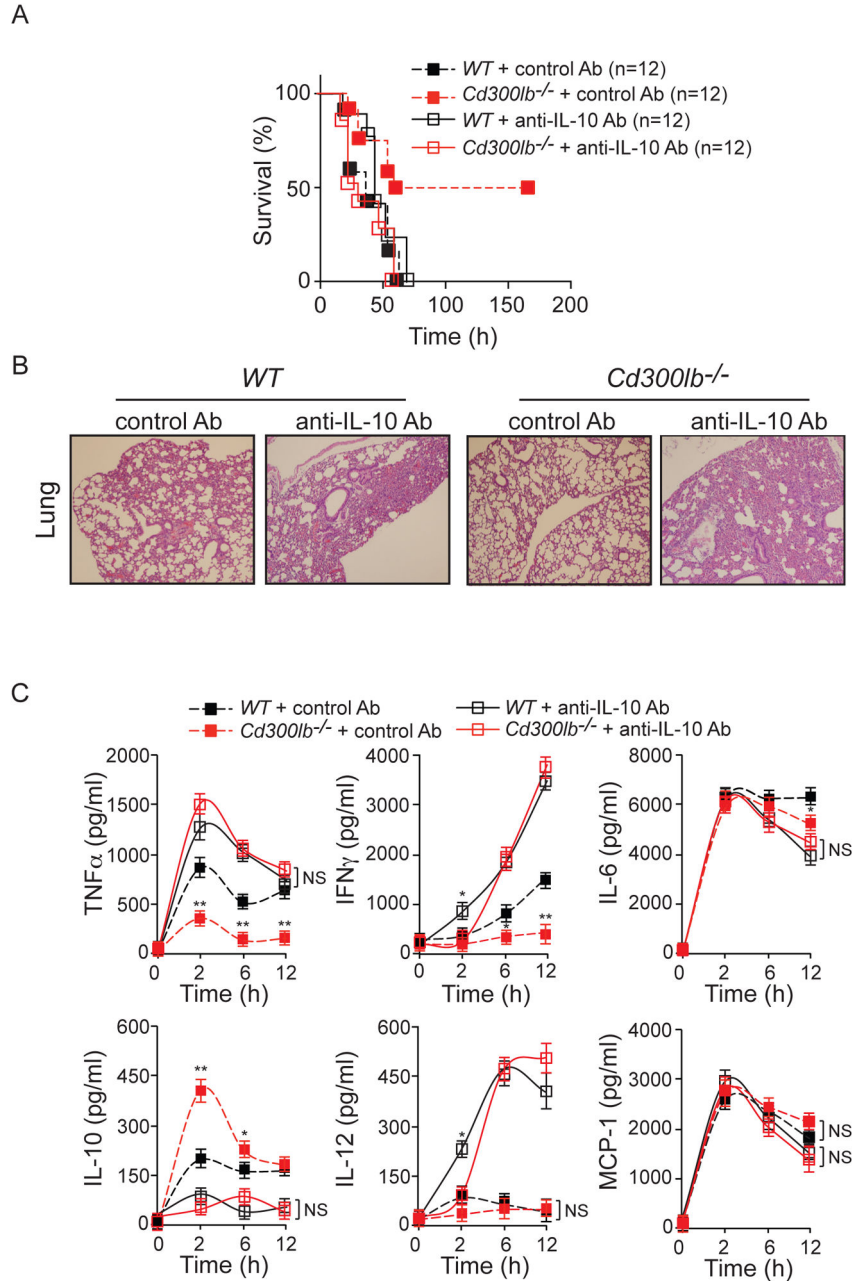 A
WT + control Ab (n=12)
Cd300lb-/- + control Ab (n=12)
WT + anti-IL-10 Ab (n=12)
Cd300lb-/- + anti-IL-10 Ab (n=12)
Survival (%)
100
50
0
0 50 100 150 200
Time (h)
B
WT Cd300lb-/-
control Ab anti-IL-10 Ab control Ab anti-IL-10 Ab
Lung
C
WT + control Ab WT + anti-IL-10 Ab
Cd300lb-/- + control Ab Cd300lb-/- + anti-IL-10 Ab
TNFα (pg/ml)
2000
1500
1000
500
0
** ** **
NS
0 2 6 12
Time (h)
IFNγ (pg/ml)
4000
3000
2000
1000
0
* * **
0 2 6 12
Time (h)
IL-6 (pg/ml)
8000
6000
4000
2000
0
*
NS
0 2 6 12
Time (h)
IL-10 (pg/ml)
600
450
300
150
0
** *
NS
0 2 6 12
Time (h)
IL-12 (pg/ml)
600
450
300
150
0
*
NS
0 2 6 12
Time (h)
MCP-1 (pg/ml)
4000
3000
2000
1000
0
NS
NS
0 2 6 12
Time (h)